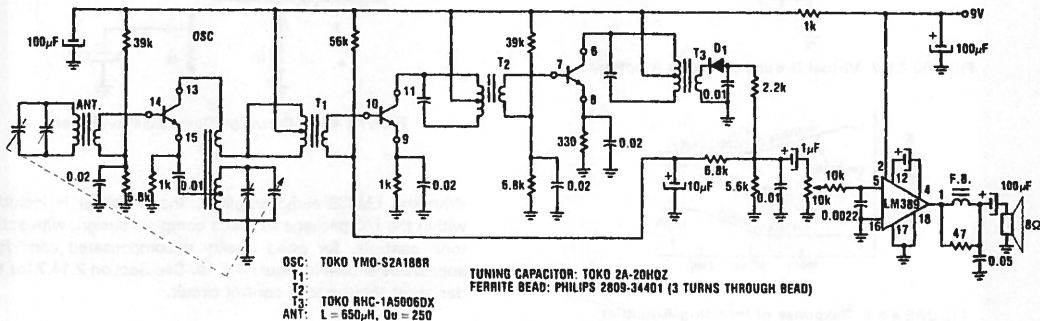 9V
1k
100µF
39k
OSC
56k
39k
6
T3
D1
+
100µF
13
T2
7
14
ANT.
11
8
0.01
2.2k
10
T1
15
9
330
0.02
1µF
0.02
6.8k
1k
0.01
1k
0.02
6.8k
0.02
6.8k
10µF
5.6k
0.01
10k
10k
0.0022
5
2
12
4
LM389
16
17
18
1
F.B.
47
100µF
8Ω
0.05
OSC: TOKO YMO-S2A188R
T1
T2
T3: TOKO RHC-1A5006DX
ANT: L = 650µH, Qu = 250
TUNING CAPACITOR: TOKO 2A-20HQZ
FERRITE BEAD: PHILIPS 2809-34401 (3 TURNS THROUGH BEAD)